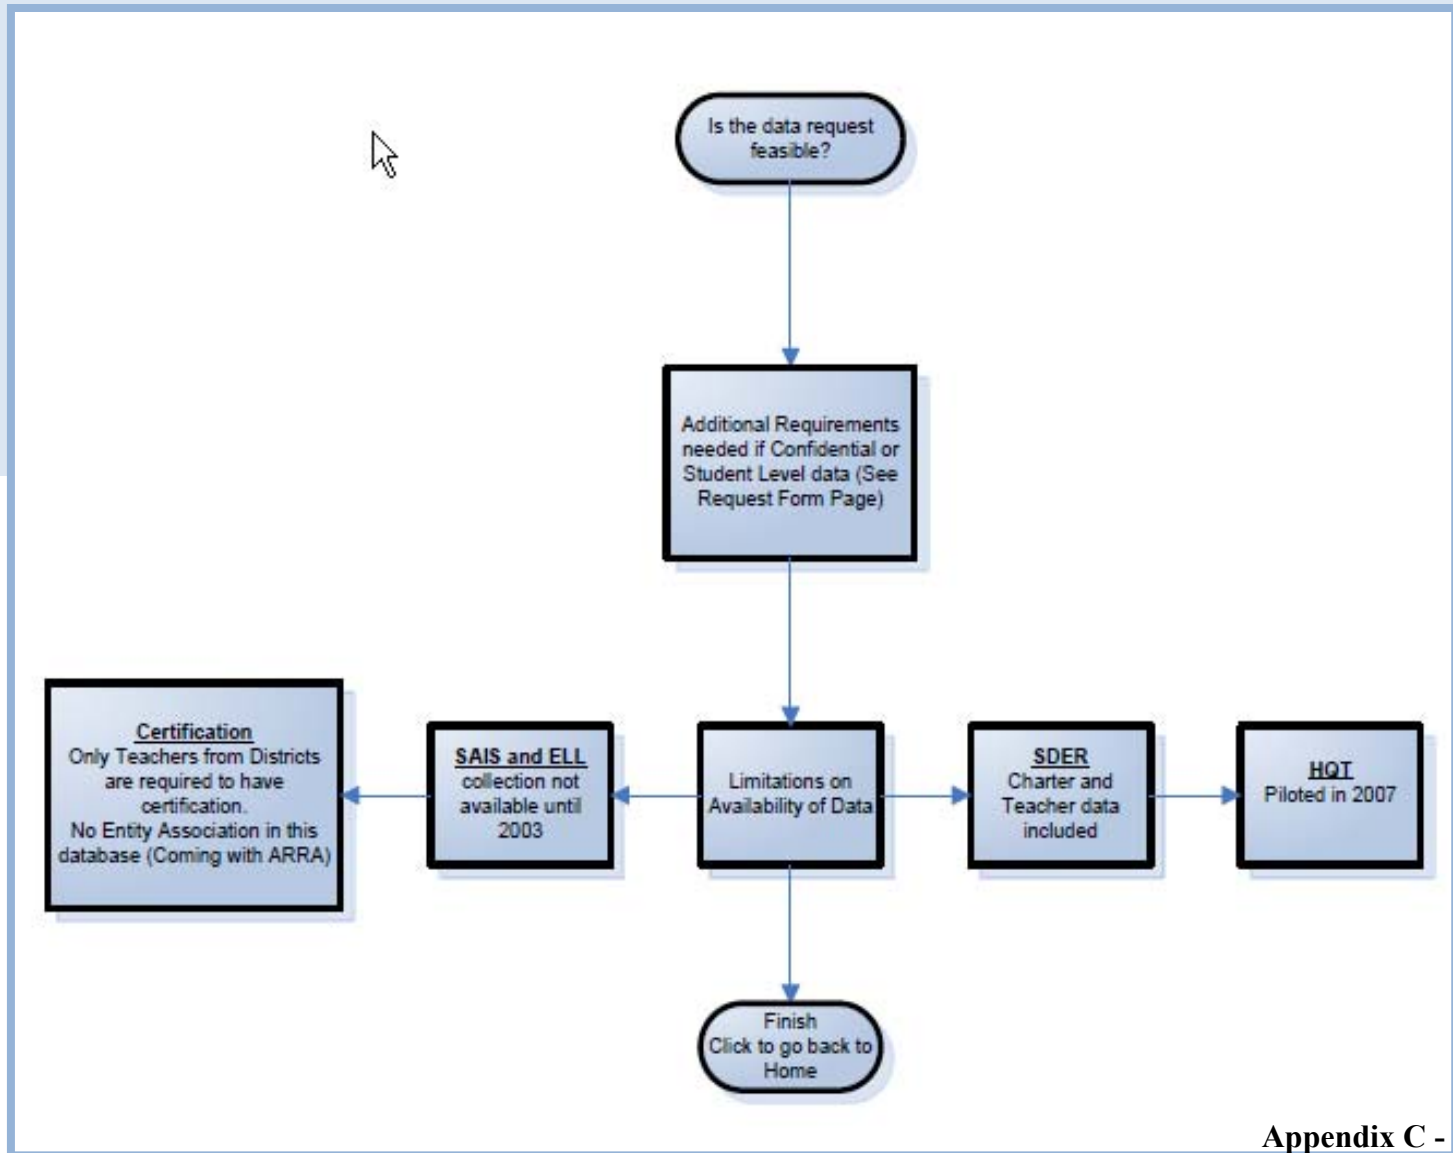 Is the data request
feasible?
Additional Requirements
needed if Confidential or
Student Level data (See
Request Form Page)
Certification
Only Teachers from Districts
are required to have
certification.
No Entity Association in this
database (Coming with ARRA)
SAIS and ELL
collection not
available until
2003
Limitations on
Availability of Data
SDER
Charter and
Teacher data
included
HQT
Piloted in 2007
Finish
Click to go back to
Home
Appendix C -